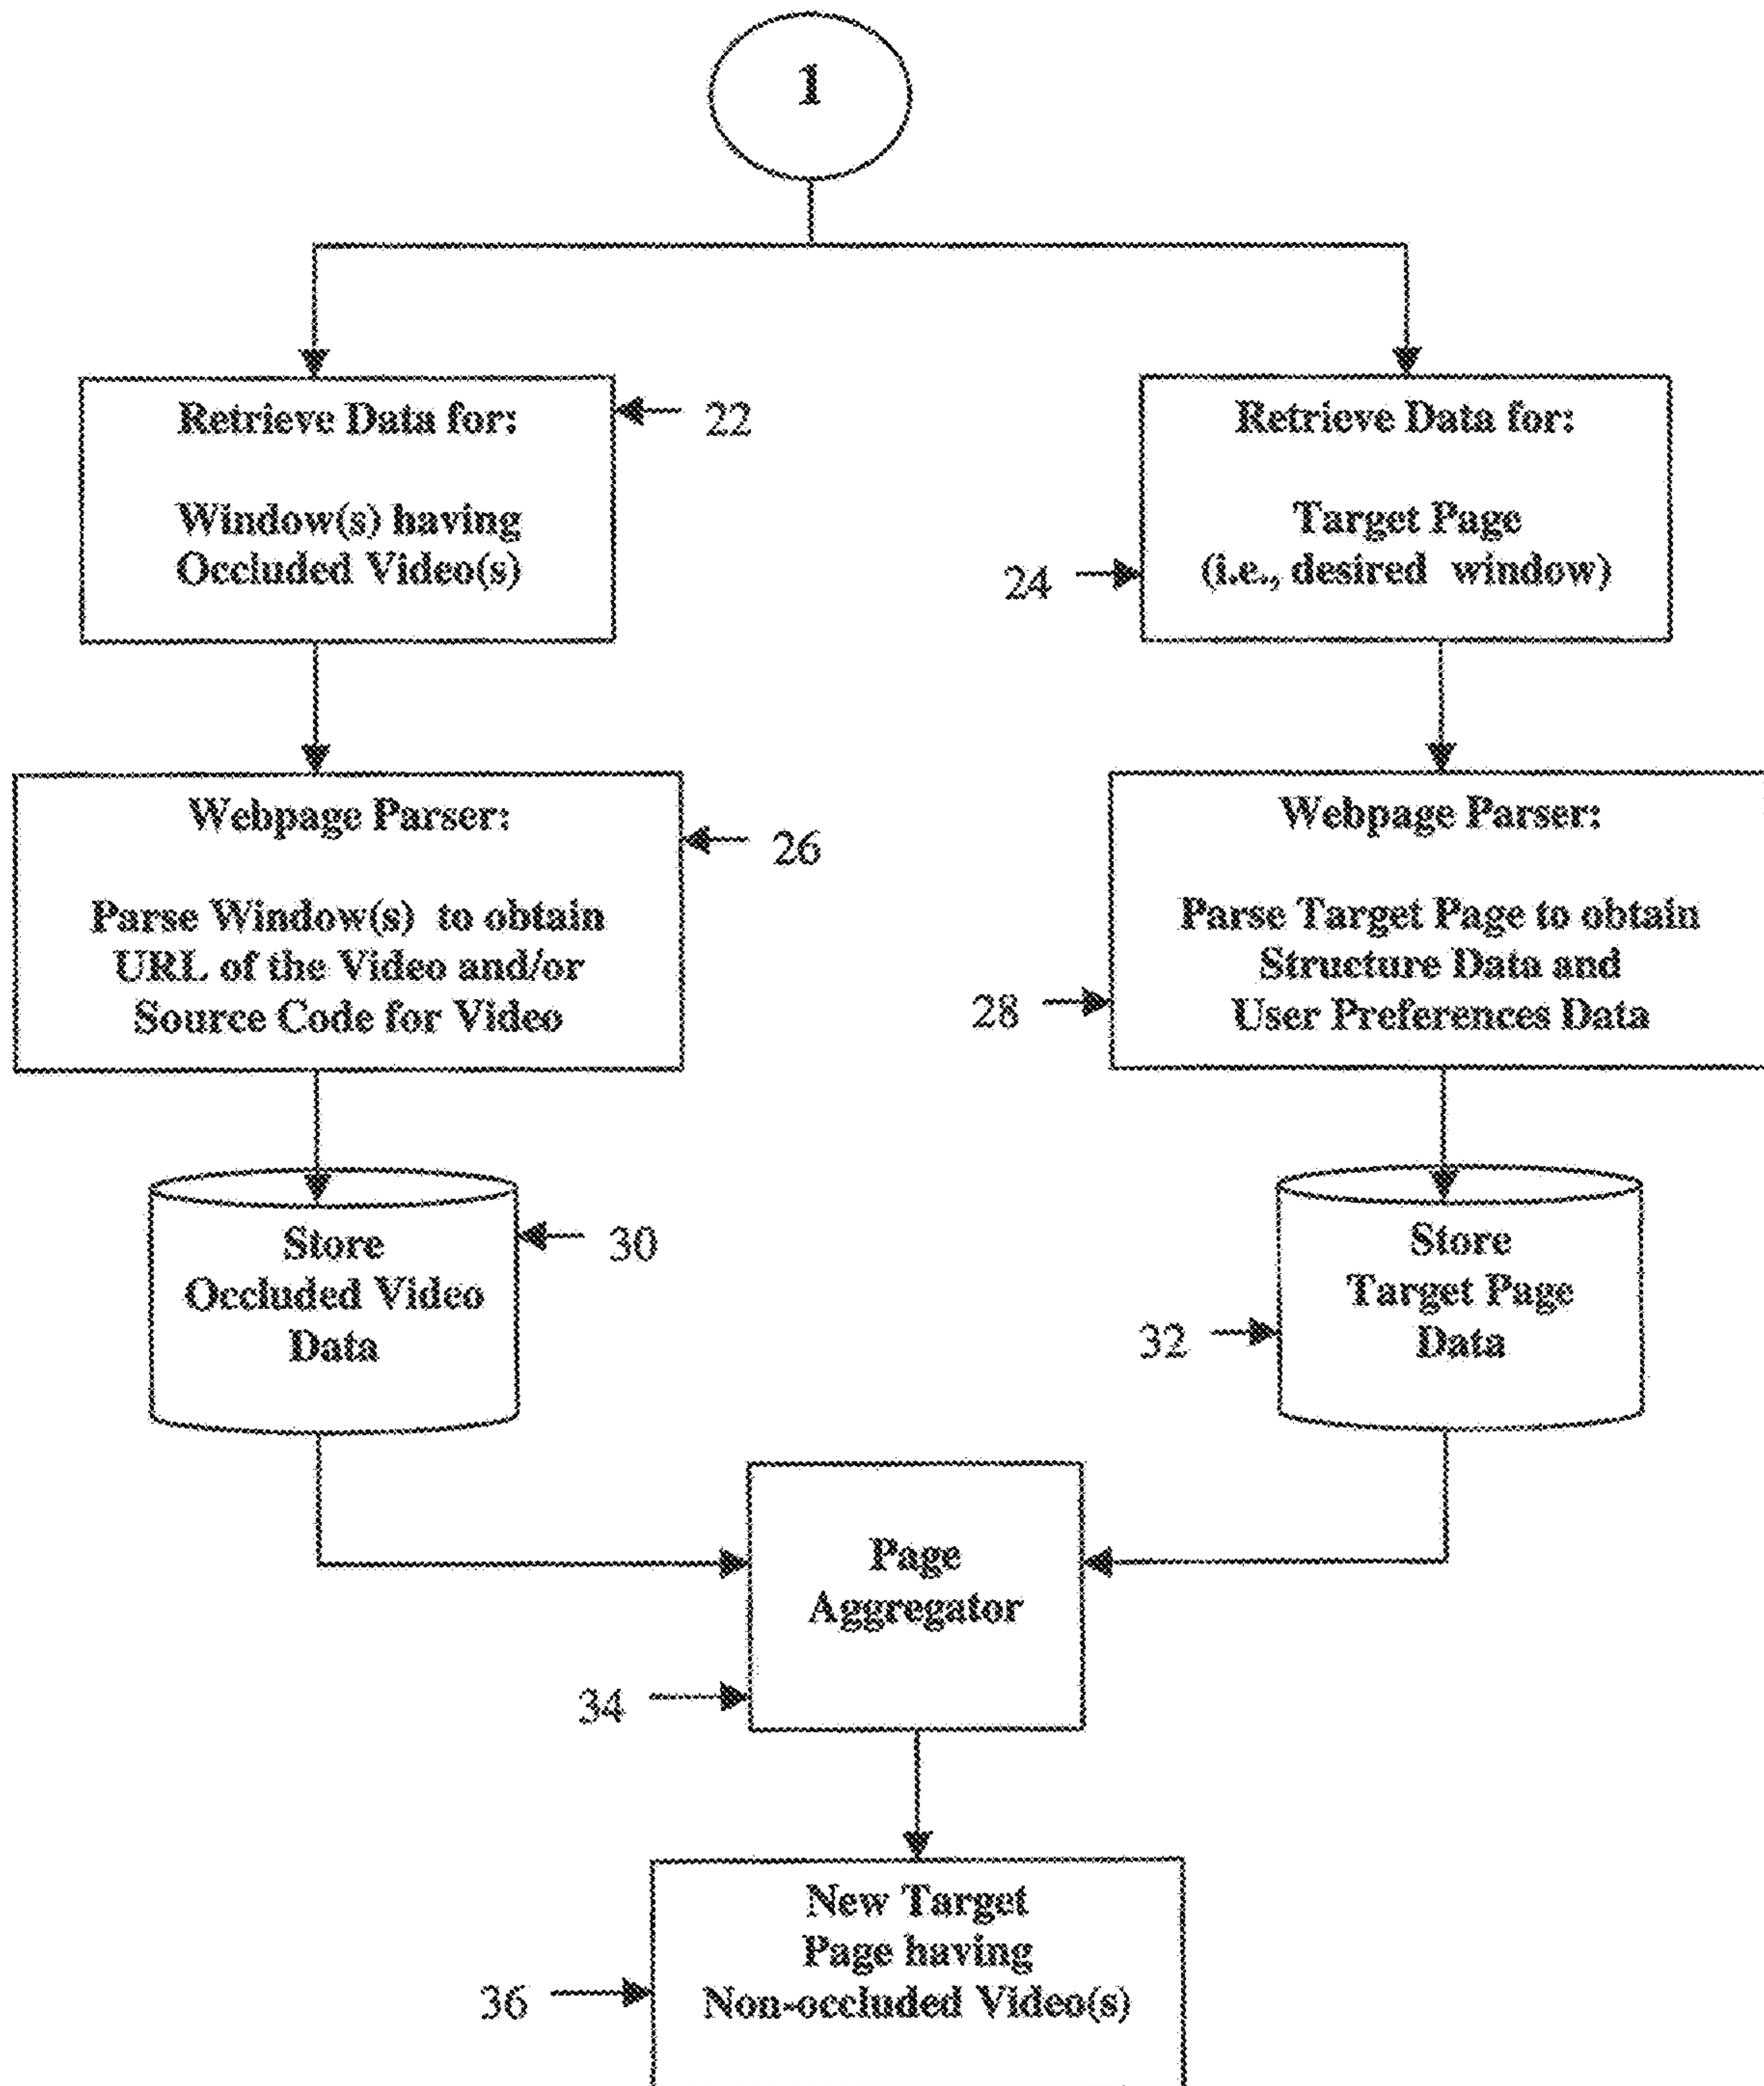 1
Retrieve Data for:
Window(s) having
Occluded Video(s)
22
Retrieve Data for:
Target Page
(i.e., desired window)
24
Webpage Parser:
Parse Window(s) to obtain
URL of the Video and/or
Source Code for Video
26
Webpage Parser:
Parse Target Page to obtain
Structure Data and
User Preferences Data
28
Store
Occluded Video
Data
30
Store
Target Page
Data
32
Page
Aggregator
34
New Target
Page having
Non-occluded Video(s)
36